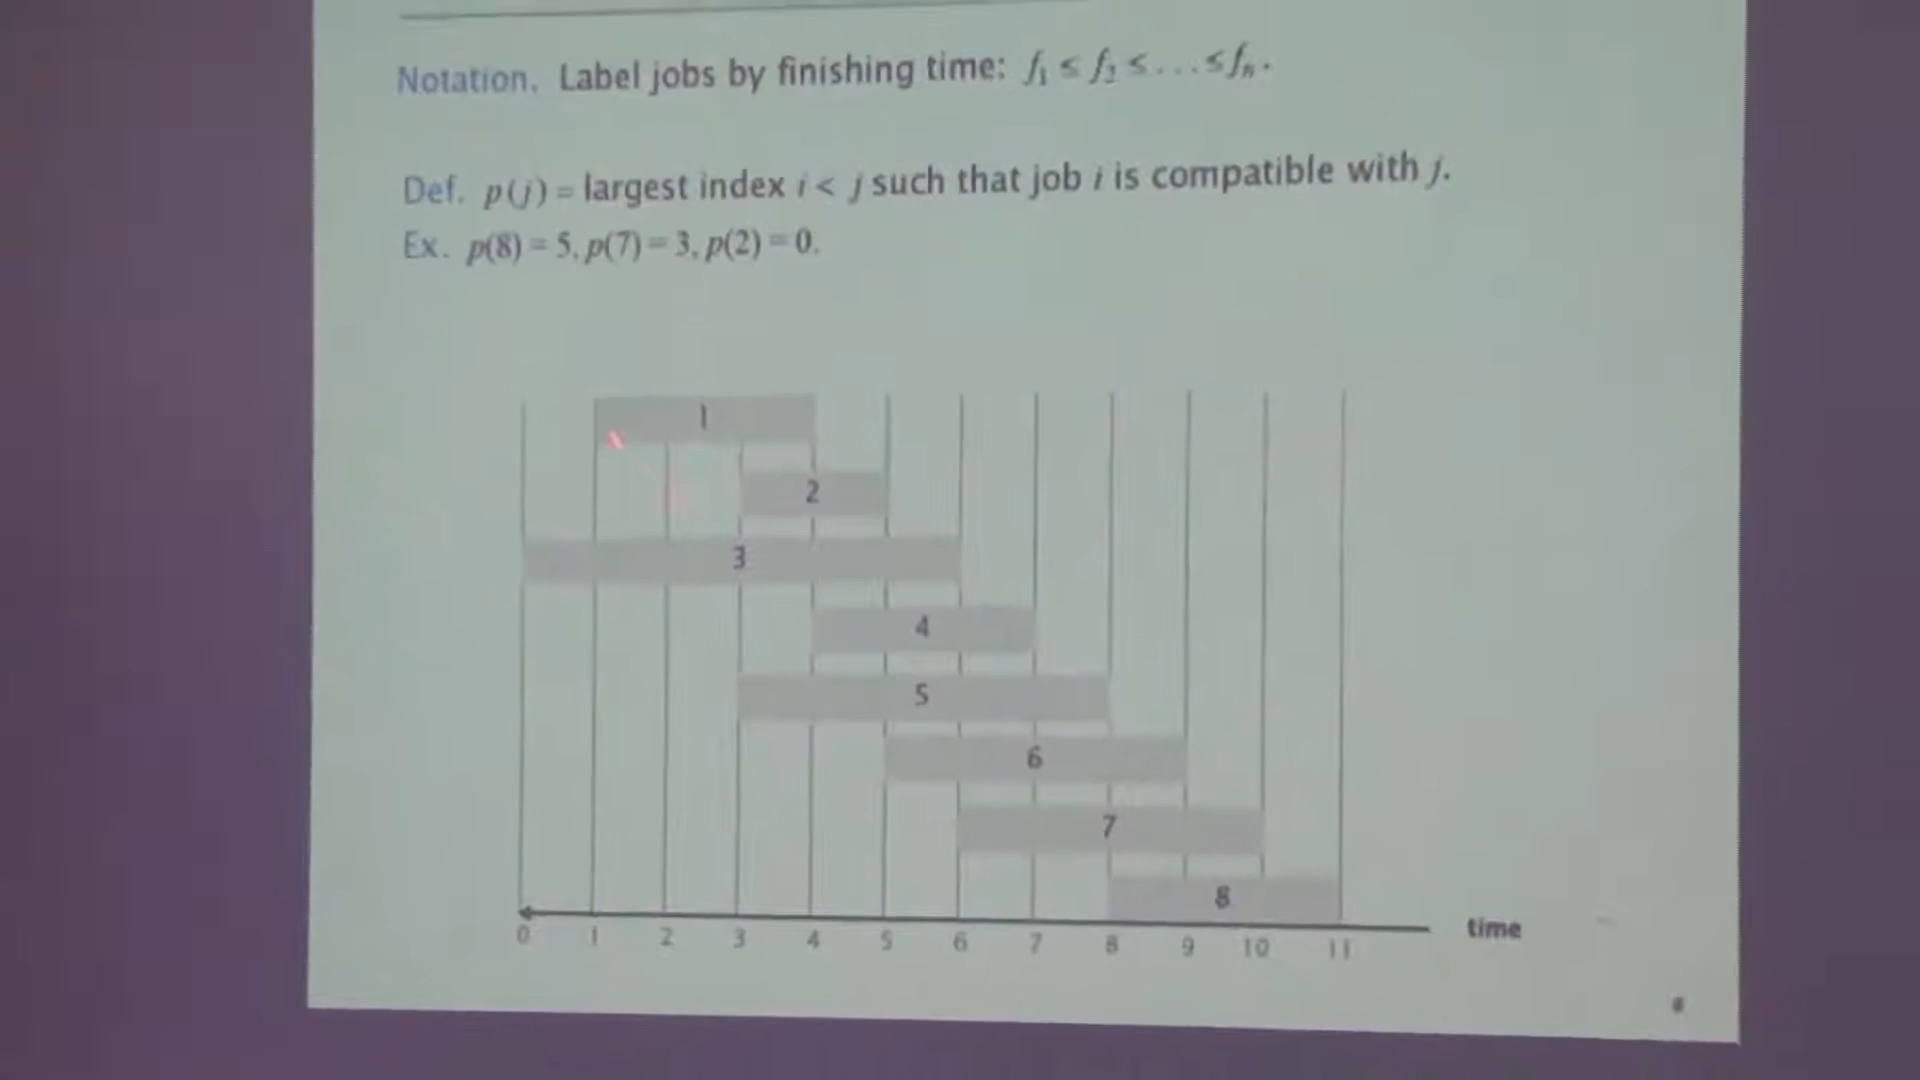 Notation. Label jobs by finishing time: f₁ ≤ f₂ ≤ . . . ≤ fₙ .
Def. p(j) = largest index i < j such that job i is compatible with j.
Ex. p(8) = 5, p(7) = 3, p(2) = 0.
1
2
3
4
5
6
7
8
time
0 1 2 3 4 5 6 7 8 9 10 11